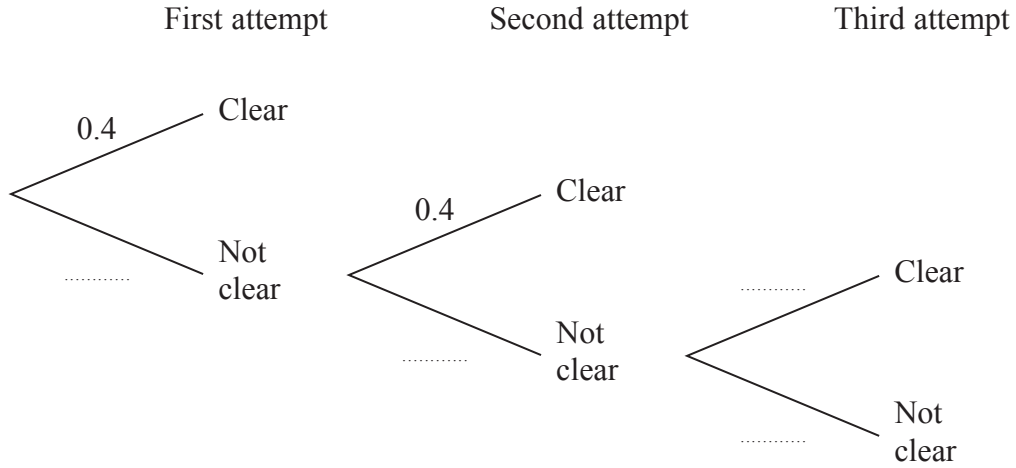 First attempt Second attempt Third attempt
0.4
Clear
Not
clear
............
0.4
Clear
Not
clear
............
............
Clear
Not
clear
............